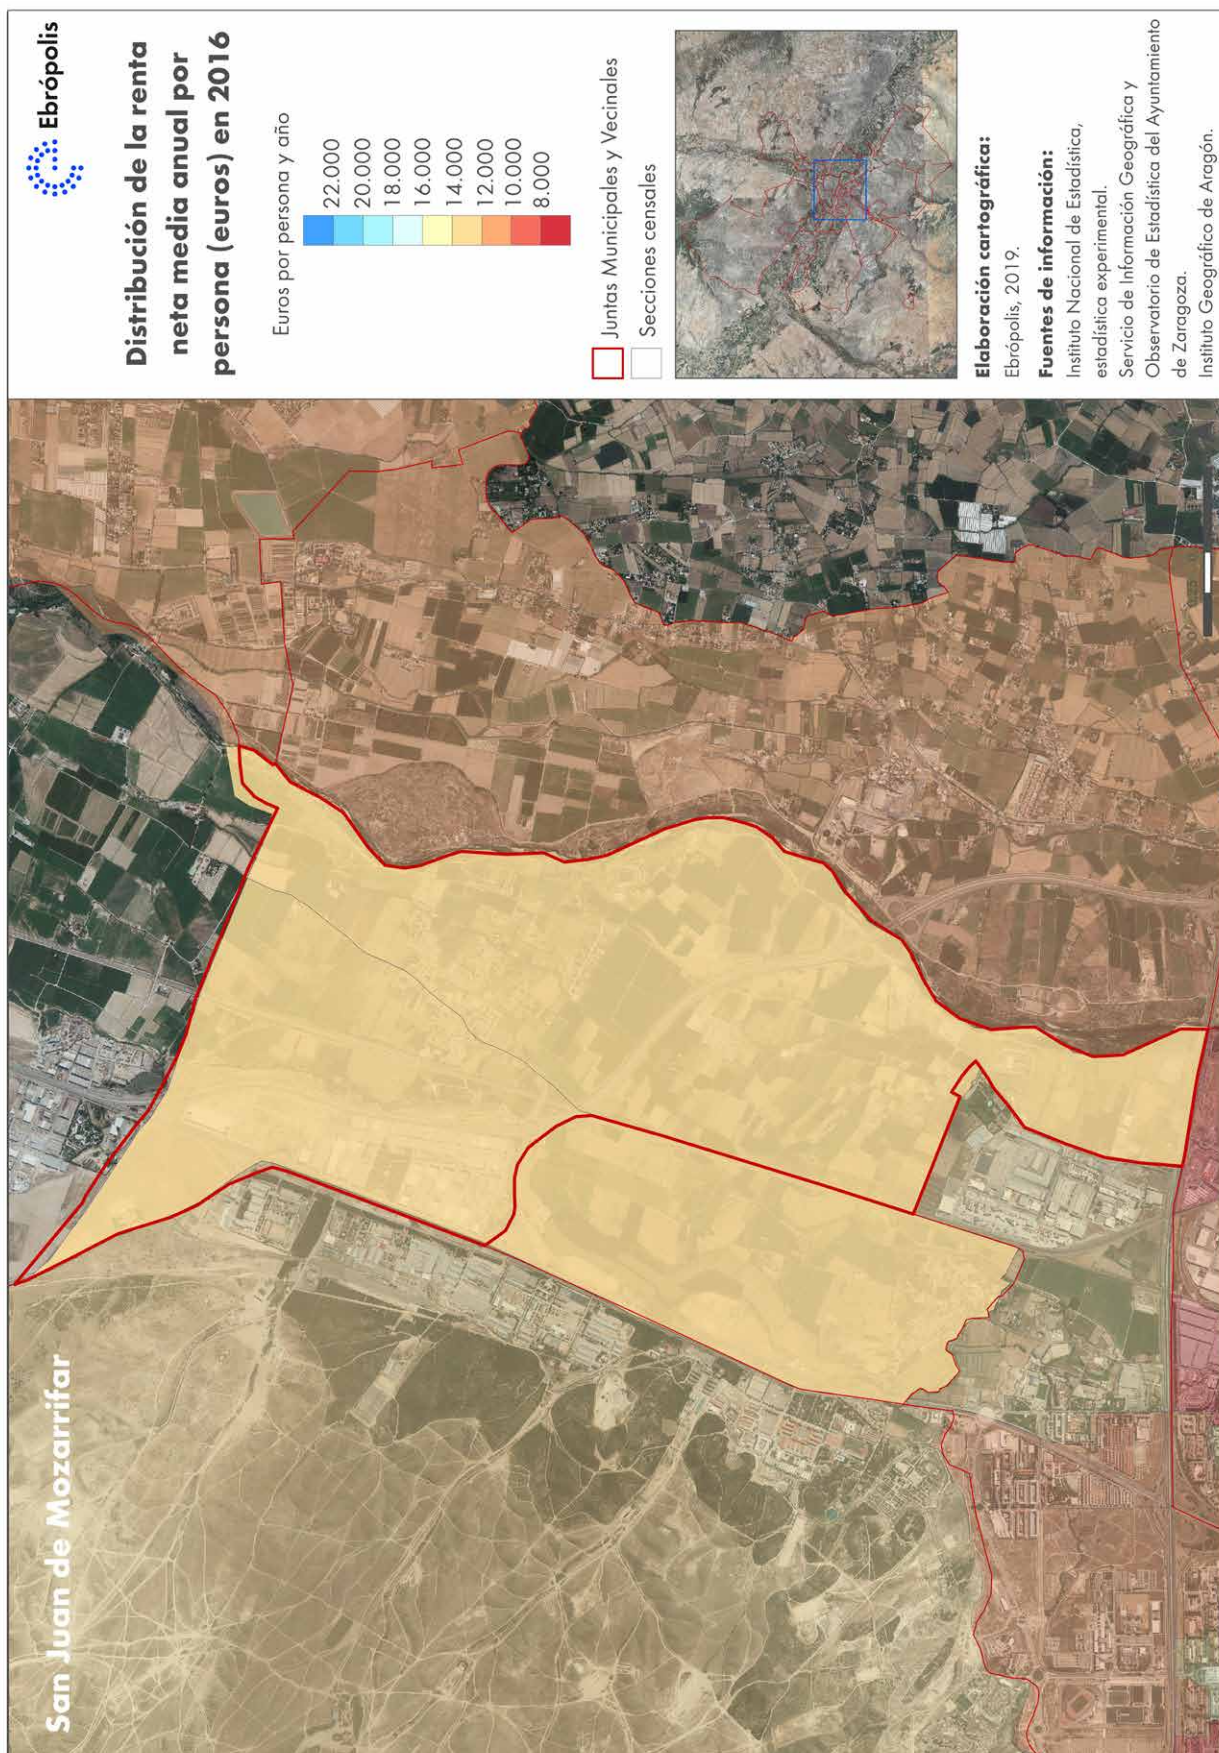 San Juan de Mozarrifar
Ebrópolis
Distribución de la renta
neta media anual por
persona (euros) en 2016
Euros por persona y año
22.000
20.000
18.000
16.000
14.000
12.000
10.000
8.000
Juntas Municipales y Vecinales
Secciones censales
Elaboración cartográfica:
Ebrópolis, 2019.
Fuentes de información:
Instituto Nacional de Estadística,
estadística experimental.
Servicio de Información Geográfica y
Observatorio de Estadística del Ayuntamiento
de Zaragoza.
Instituto Geográfico de Aragón.